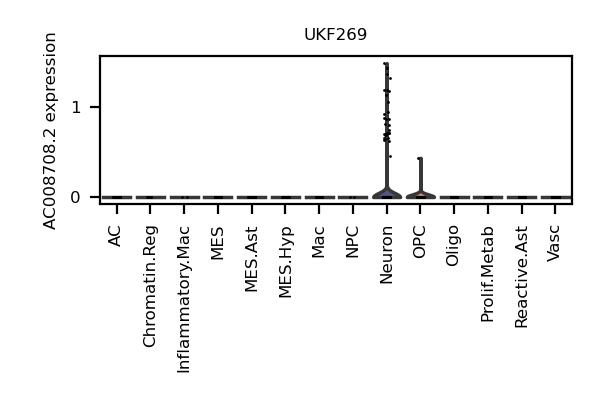 UKF269
AC008708.2 expression
1
0
AC
Chromatin.Reg
Inflammatory.Mac
MES
MES.Ast
MES.Hyp
Mac
NPC
Neuron
OPC
Oligo
Prolif.Metab
Reactive.Ast
Vasc